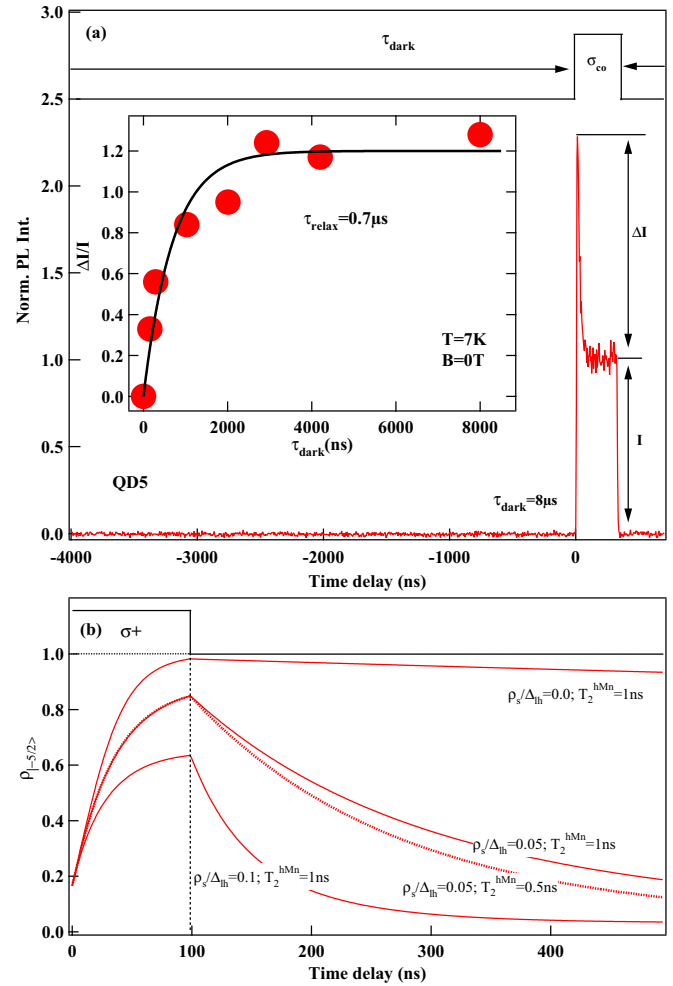 3.0
(a)
τdark
σco
2.5
2.0
1.5
1.0
0.5
0.0
Norm. PL Int.
ΔI
I
1.2
1.0
0.8
0.6
0.4
0.2
0.0
ΔI/I
τrelax=0.7µs
T=7K
B=0T
0
2000
4000
6000
8000
τdark(ns)
QD5
τdark=8µs
-4000
-3000
-2000
-1000
0
Time delay (ns)
(b)
σ+
1.0
0.8
0.6
0.4
0.2
0.0
ρ|−5/2>
ρs/Δlh=0.0; T2hMn=1ns
ρs/Δlh=0.05; T2hMn=1ns
ρs/Δlh=0.1; T2hMn=1ns
ρs/Δlh=0.05; T2hMn=0.5ns
0
100
200
300
400
Time delay (ns)